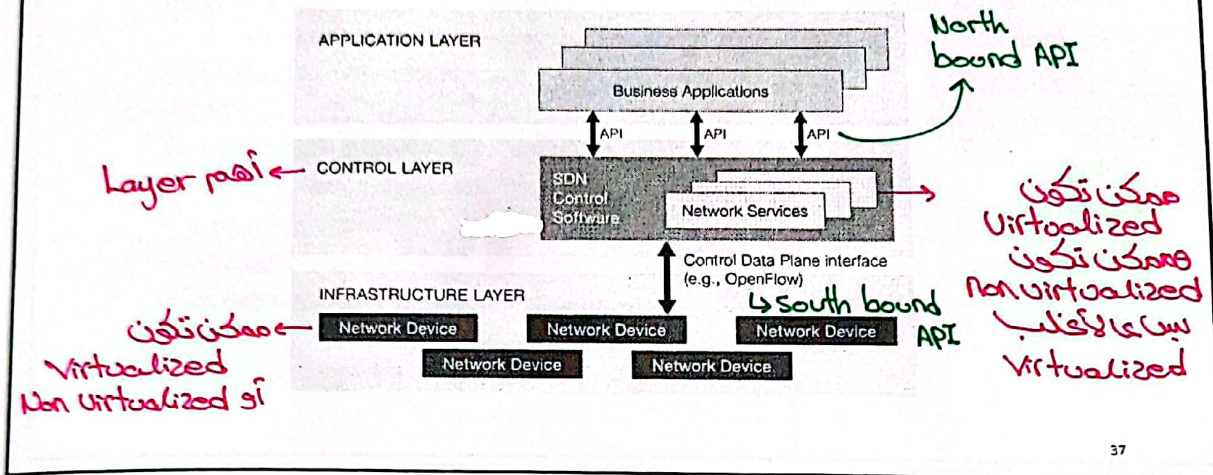 APPLICATION LAYER
Business Applications
North
bound API
API
API
API
CONTROL LAYER
أهم Layer
SDN
Control
Software
Network Services
ممكن تكون
Virtualized
وممكن تكون
Non virtualized
بس ع الأغلب
Virtualized
Control Data Plane interface
(e.g., OpenFlow)
↳ South bound
API
INFRASTRUCTURE LAYER
Network Device
Network Device
Network Device
Network Device
Network Device
ممكن تكون
Virtualized
أو Non virtualized
37